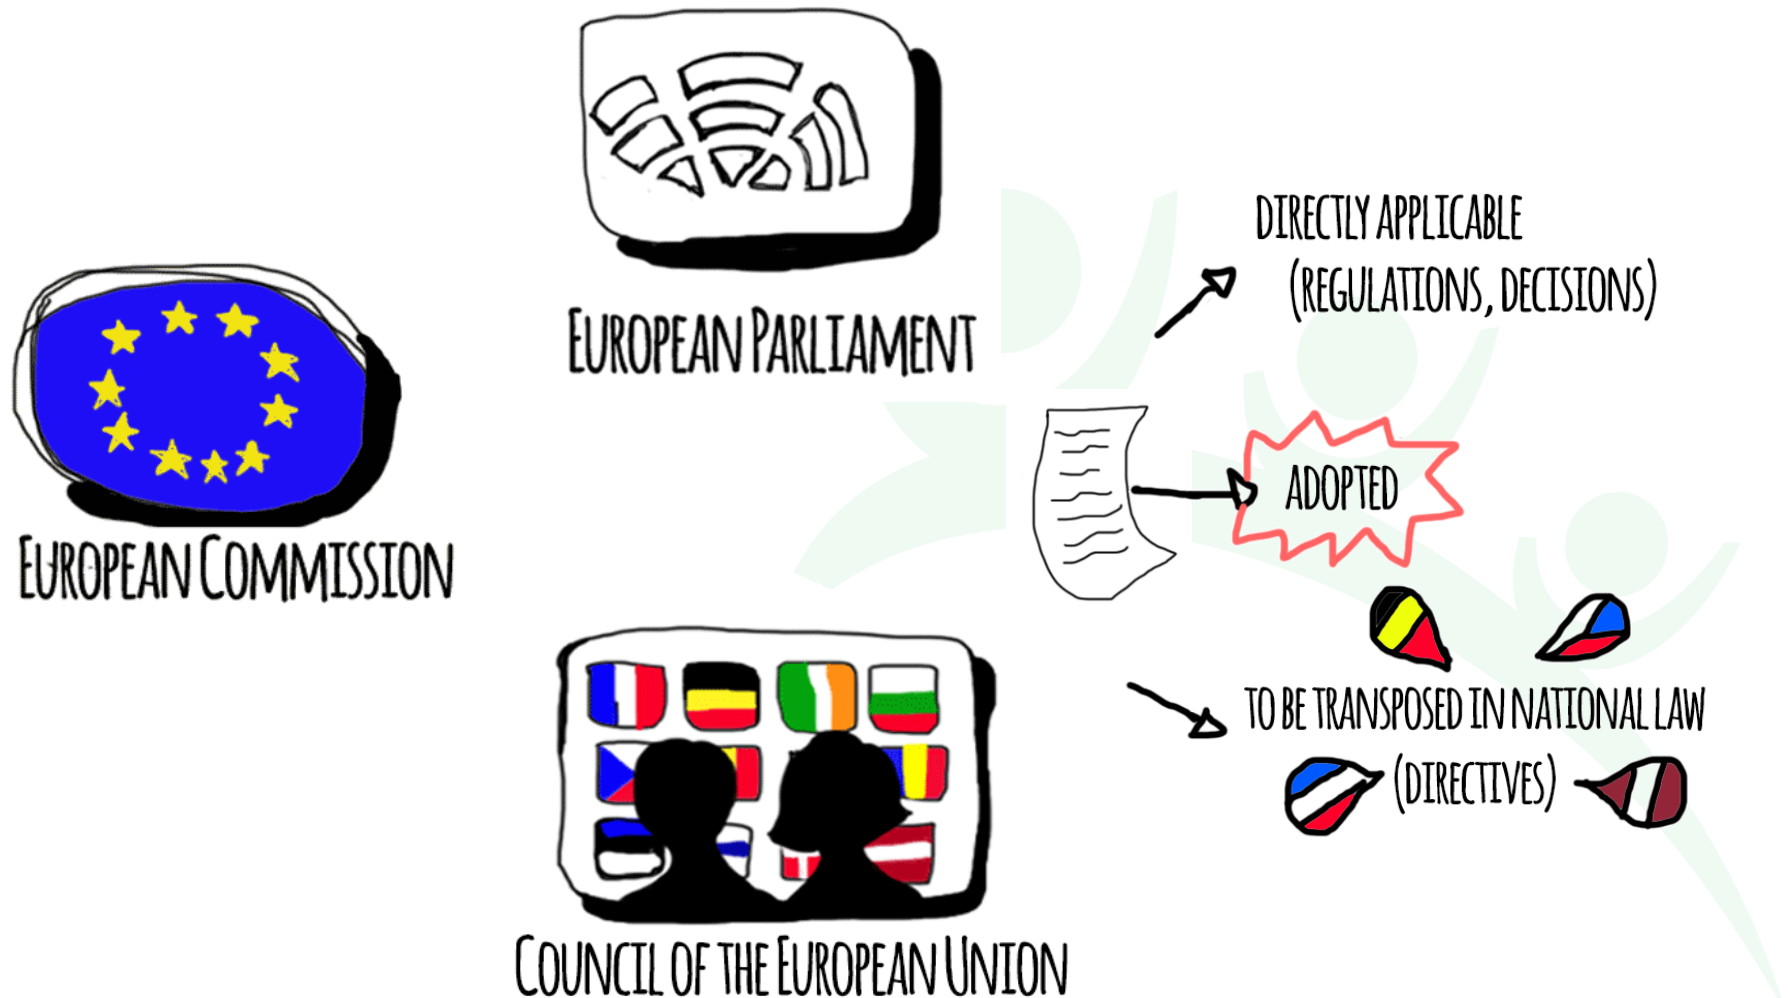 European Parliament
European Commission
Council of the European Union
Directly applicable
(Regulations, Decisions)
Adopted
To be transposed in national law
(Directives)